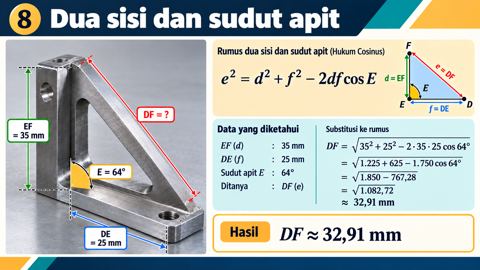 8 Dua sisi dan sudut apit
EF
= 35 mm
DF = ?
E = 64°
DE
= 25 mm
Rumus dua sisi dan sudut apit (Hukum Cosinus)
e² = d² + f² − 2df cos E
F
d = EF
e = DF
E
E
D
f = DE
Data yang diketahui
EF (d) : 35 mm
DE (f) : 25 mm
Sudut apit E : 64°
Ditanya : DF (e)
Substitusi ke rumus
DF = √35² + 25² − 2 · 35 · 25 cos 64°
= √1.225 + 625 − 1.750 cos 64°
= √1.850 − 767,28
= √1.082,72
≈ 32,91 mm
Hasil
DF ≈ 32,91 mm